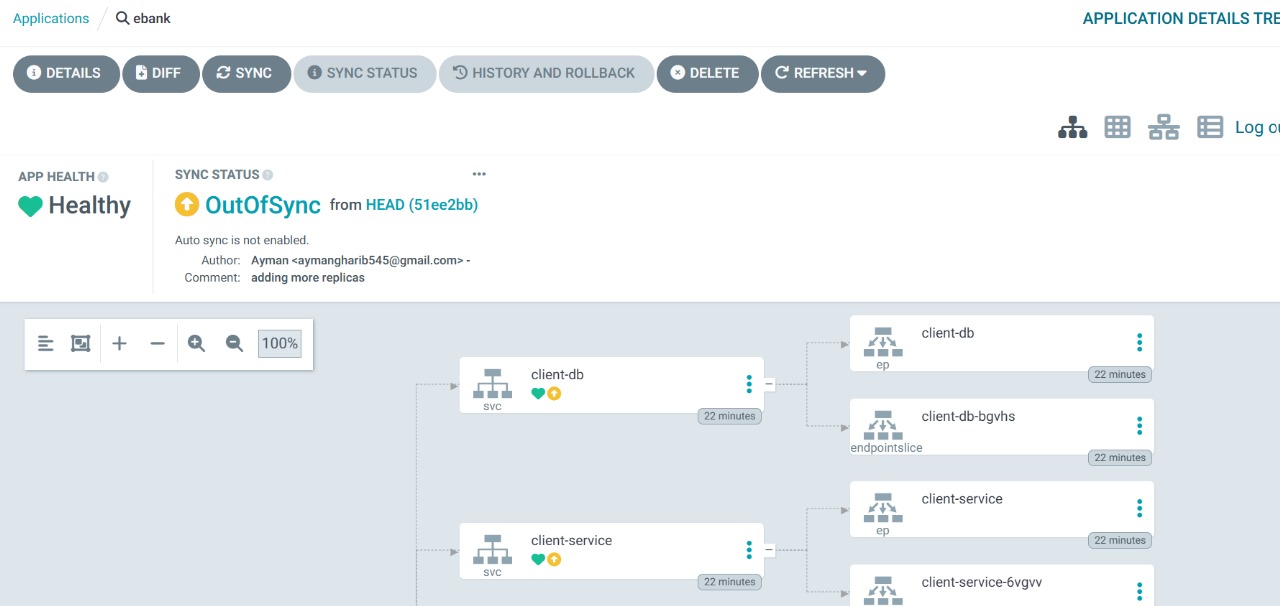 Applications / ebank
APPLICATION DETAILS TRE
DETAILS DIFF SYNC SYNC STATUS HISTORY AND ROLLBACK DELETE REFRESH
Log ou
APP HEALTH
Healthy
SYNC STATUS
OutOfSync from HEAD (51ee2bb)
Auto sync is not enabled.
Author: Ayman <aymangharib545@gmail.com> -
Comment: adding more replicas
100%
client-db
svc
22 minutes
client-db
ep
22 minutes
client-db-bgvhs
endpointslice
22 minutes
client-service
svc
22 minutes
client-service
ep
22 minutes
client-service-6vgvv